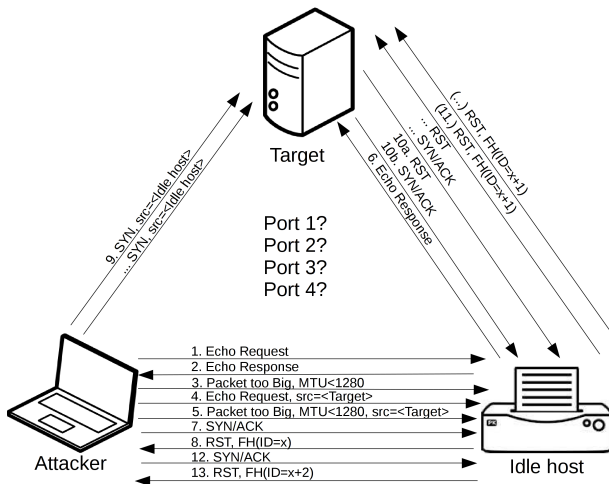 Target
(...) RST, FH(ID=x+1)
(11.) RST, FH(ID=x+1)
... RST
... SYN/ACK
10a. RST
10b. SYN/ACK
6. Echo Response
9. SYN, src=<Idle host>
... SYN, src=<Idle host>
Port 1?
Port 2?
Port 3?
Port 4?
1. Echo Request
2. Echo Response
3. Packet too Big, MTU<1280
4. Echo Request, src=<Target>
5. Packet too Big, MTU<1280, src=<Target>
7. SYN/ACK
8. RST, FH(ID=x)
12. SYN/ACK
13. RST, FH(ID=x+2)
Attacker
Idle host